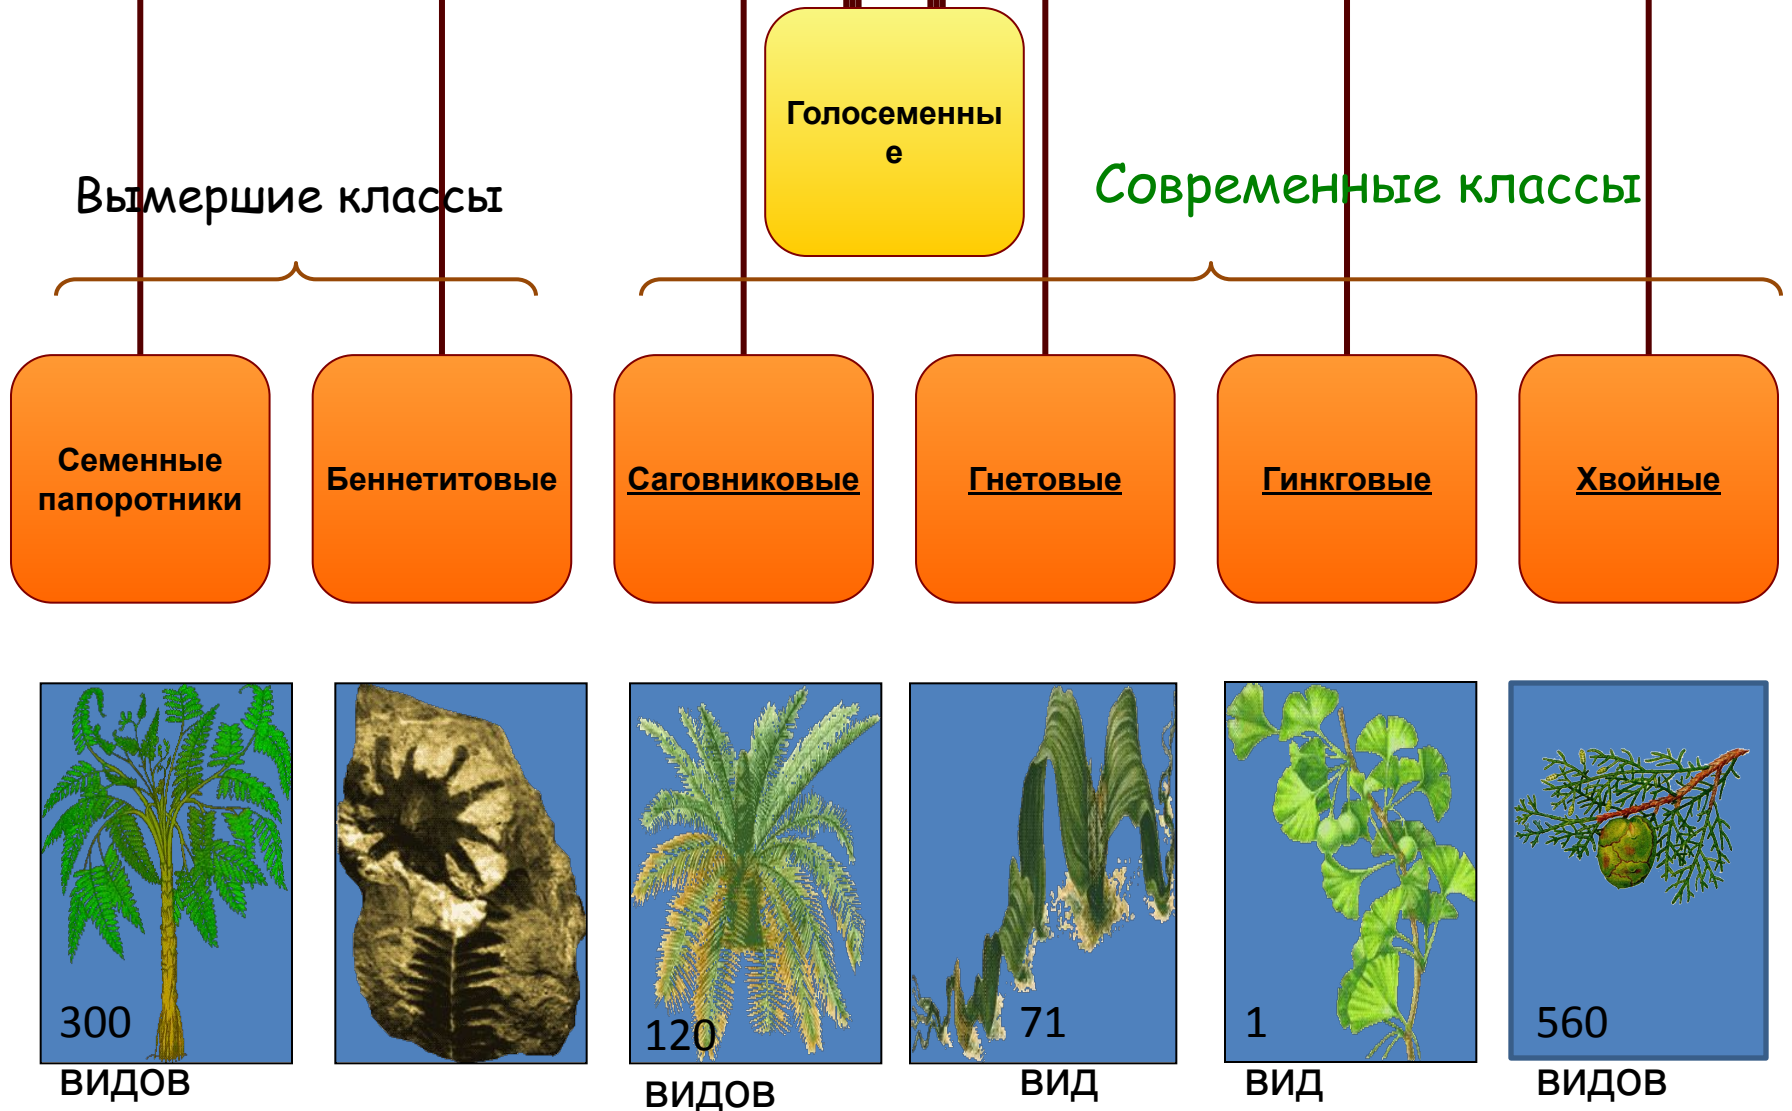 Голосеменны
е
Вымершие классы
Современные классы
Семенные
папоротники
Беннетитовые
Саговниковые
Гнетовые
Гинкговые
Хвойные
300
видов
120
видов
71
вид
1
вид
560
видов